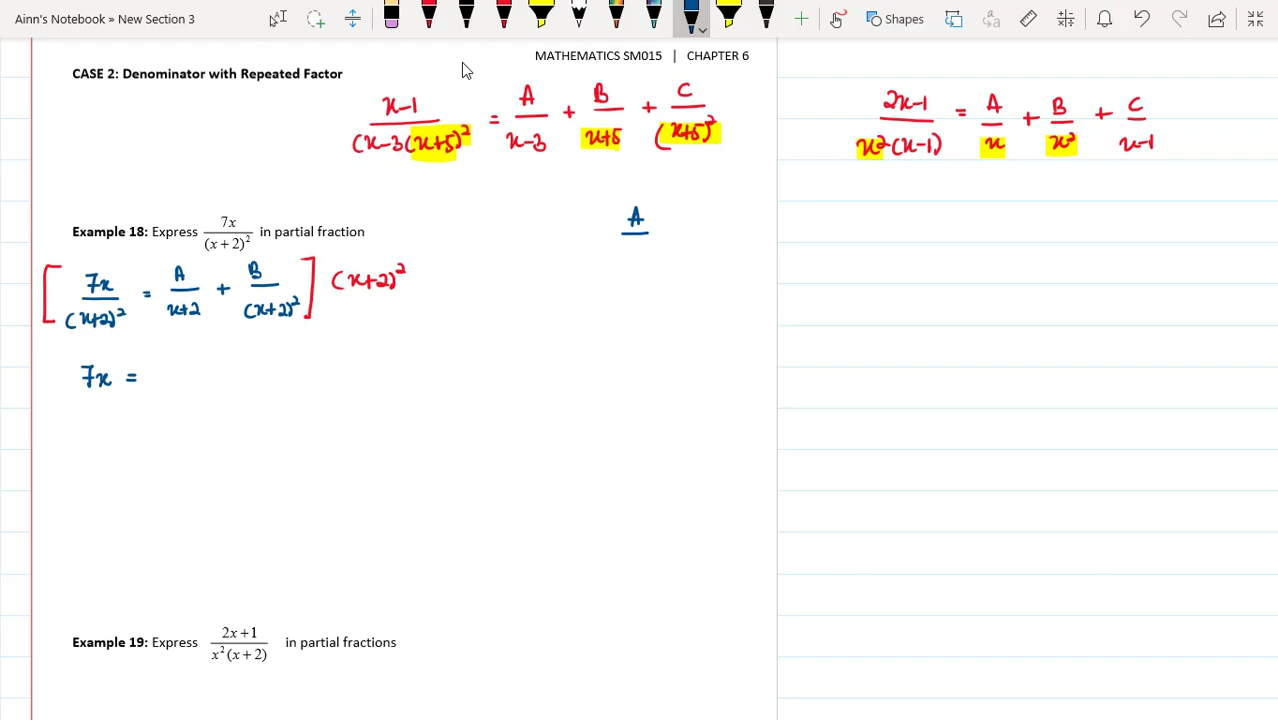 Ainn's Notebook » New Section 3
Shapes
MATHEMATICS SM015 | CHAPTER 6
CASE 2: Denominator with Repeated Factor
x-1/(x-3(x+5)² = A/x-3 + B/x+5 + C/(x+5)²
2x-1/x²(x-1) = A/x + B/x² + C/x-1
A
Example 18: Express 7x/(x+2)² in partial fraction
[7x/(x+2)² = A/x+2 + B/(x+2)²] (x+2)²
7x =
Example 19: Express 2x+1/x²(x+2) in partial fractions